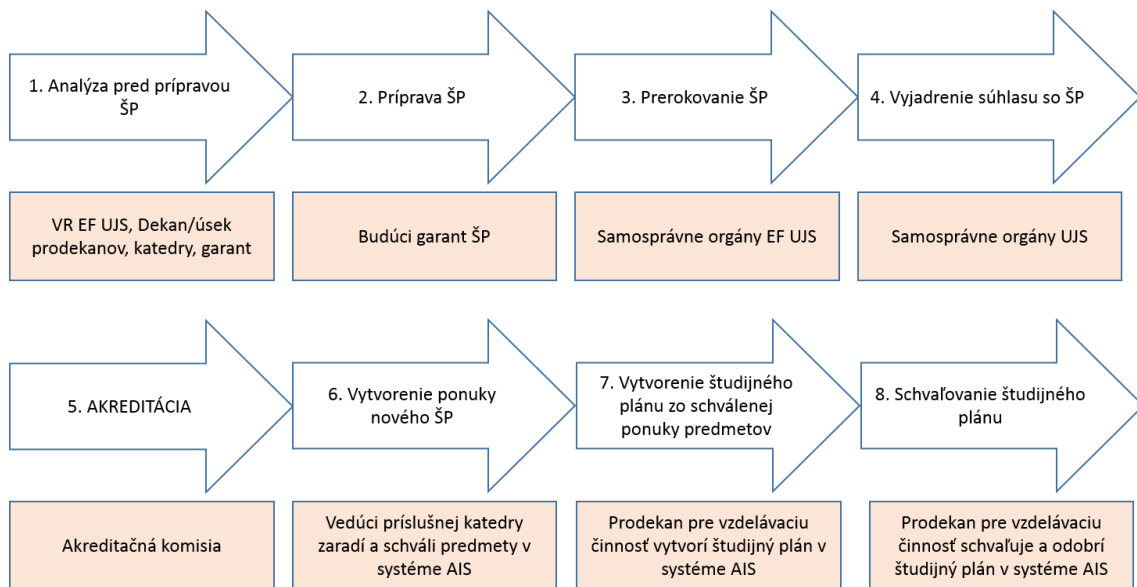 1. Analýza pred prípravou
ŠP
2. Príprava ŠP
3. Prerokovanie ŠP
4. Vyjadrenie súhlasu so ŠP
VR EF UJS, Dekan/úsek
prodekanov, katedry, garant
Budúci garant ŠP
Samosprávne orgány EF UJS
Samosprávne orgány UJS
5. AKREDITÁCIA
6. Vytvorenie ponuky
nového ŠP
7. Vytvorenie študijného
plánu zo schválenej
ponuky predmetov
8. Schvaľovanie študijného
plánu
Akreditačná komisia
Vedúci príslušnej katedry
zaradí a schváli predmety v
systéme AIS
Prodekan pre vzdelávaciu
činnosť vytvorí študijný plán v
systéme AIS
Prodekan pre vzdelávaciu
činnosť schvaľuje a odobrí
študijný plán v systéme AIS